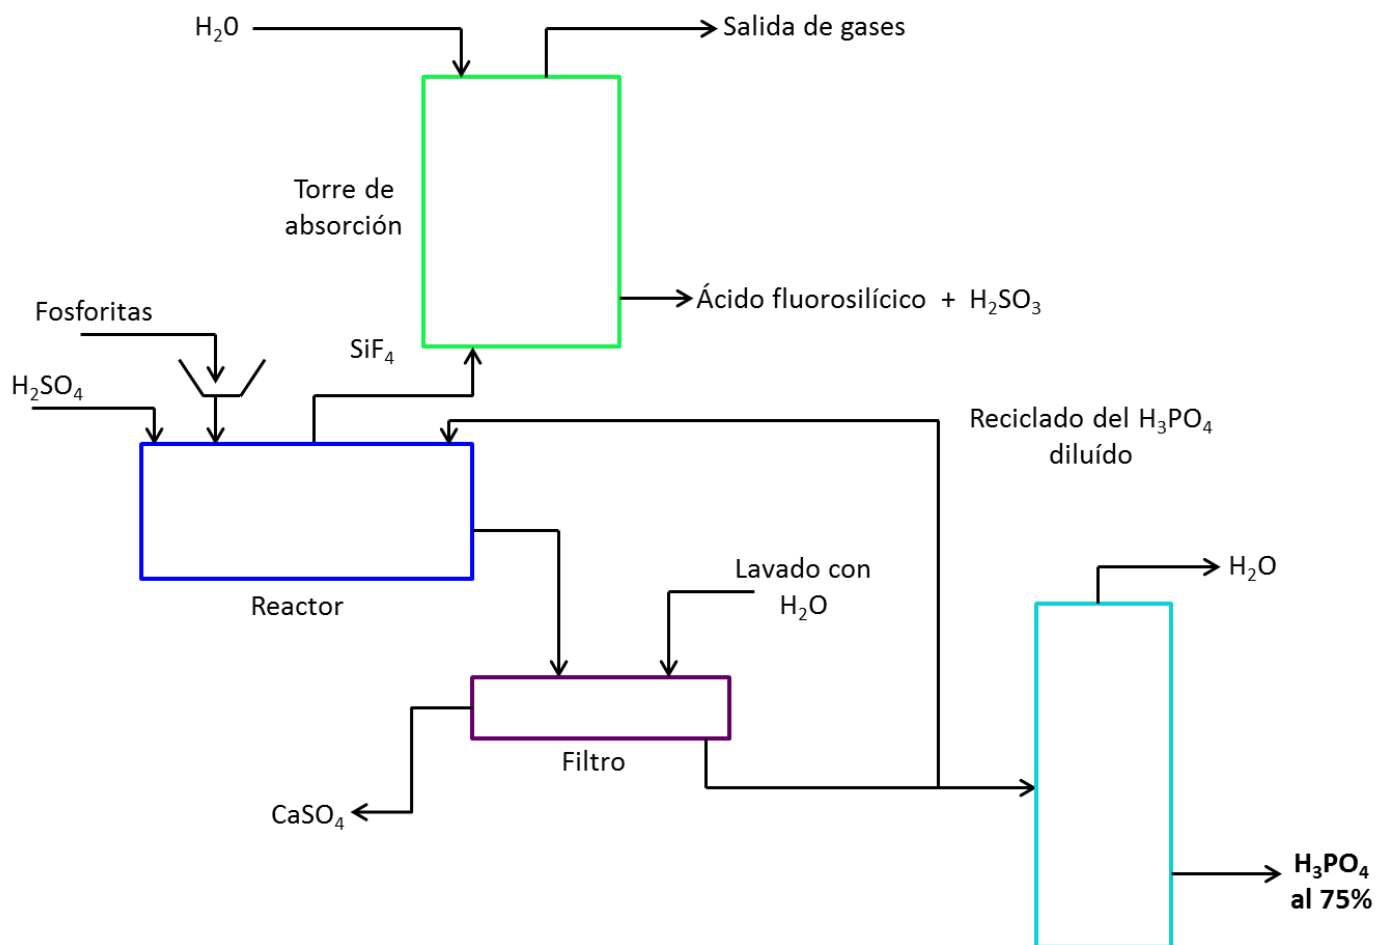 H₂0
Salida de gases
Torre de
absorción
Ácido fluorosilícico + H₂SO₃
Fosforitas
SiF₄
H₂SO₄
Reciclado del H₃PO₄
diluído
Lavado con
H₂O
H₂O
Reactor
Filtro
CaSO₄
H₃PO₄
al 75%